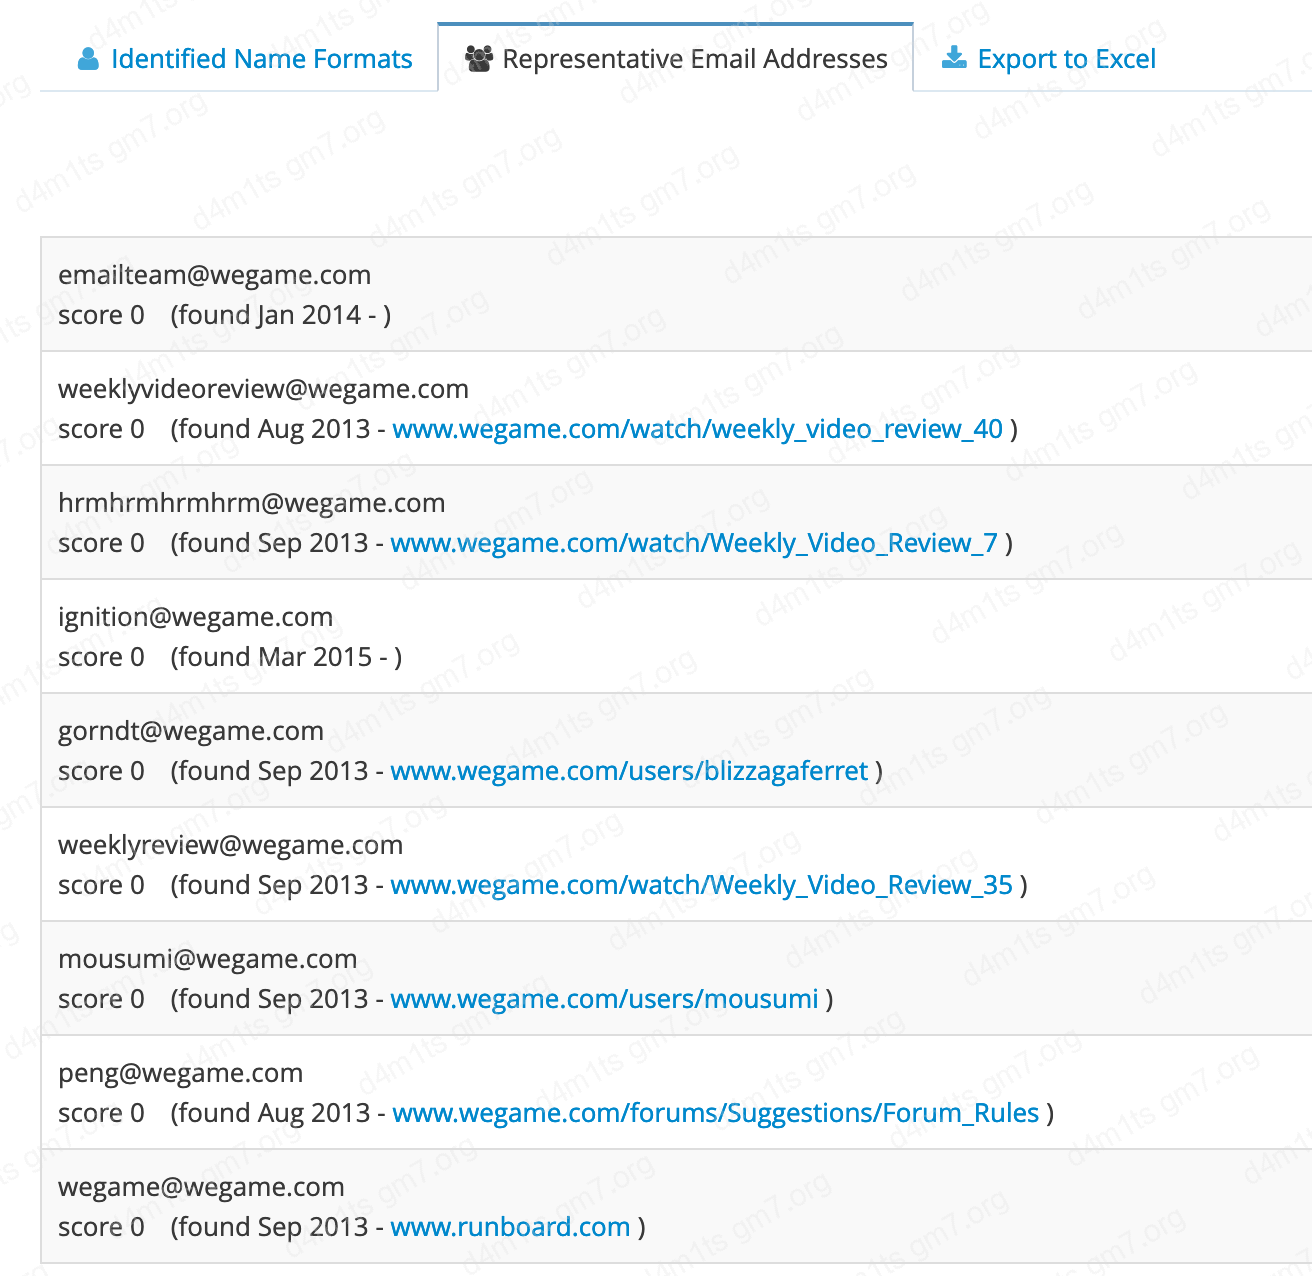 Identified Name Formats
Representative Email Addresses
Export to Excel
emailteam@wegame.com
score 0 (found Jan 2014 - )
weeklyvideoreview@wegame.com
score 0 (found Aug 2013 - www.wegame.com/watch/weekly_video_review_40 )
hrmhrmhrmhrm@wegame.com
score 0 (found Sep 2013 - www.wegame.com/watch/Weekly_Video_Review_7 )
ignition@wegame.com
score 0 (found Mar 2015 - )
gorndt@wegame.com
score 0 (found Sep 2013 - www.wegame.com/users/blizzagaferret )
weeklyreview@wegame.com
score 0 (found Sep 2013 - www.wegame.com/watch/Weekly_Video_Review_35 )
mousumi@wegame.com
score 0 (found Sep 2013 - www.wegame.com/users/mousumi )
peng@wegame.com
score 0 (found Aug 2013 - www.wegame.com/forums/Suggestions/Forum_Rules )
wegame@wegame.com
score 0 (found Sep 2013 - www.runboard.com )
d4m1ts gm7.org